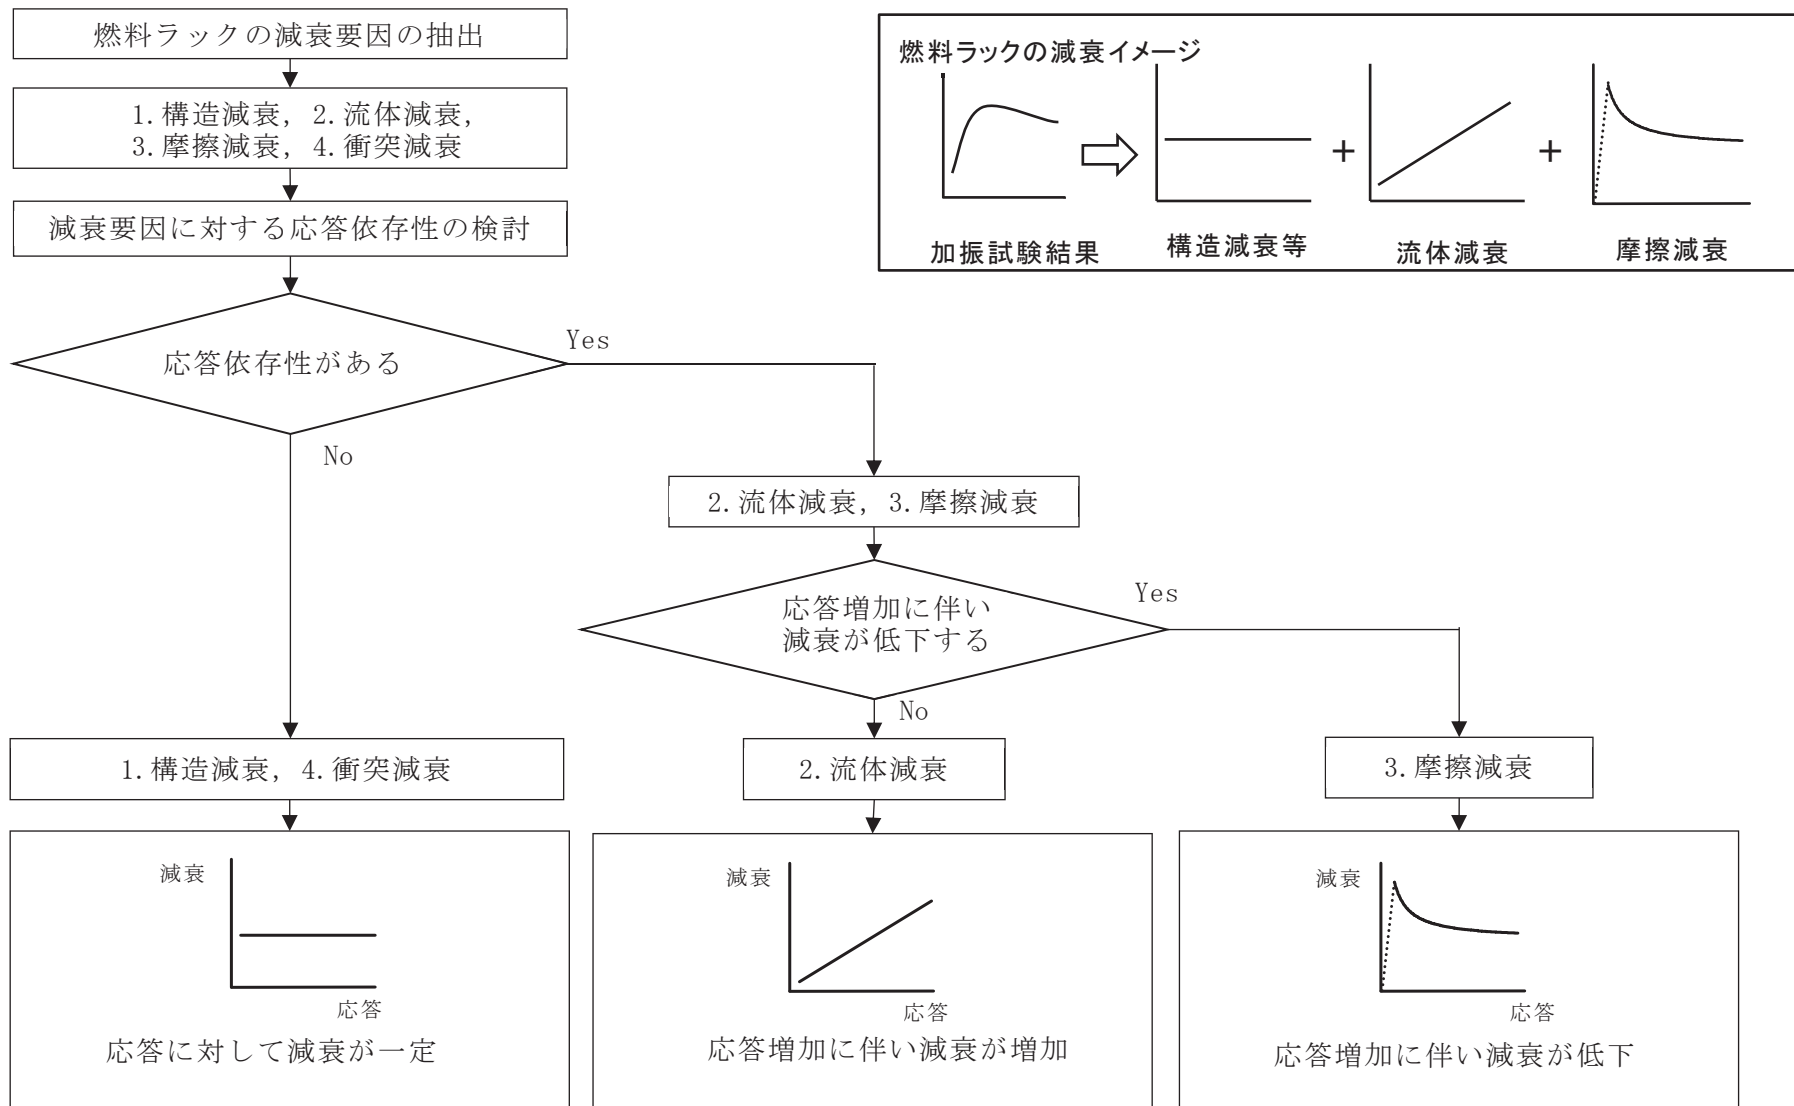 燃料ラックの減衰要因の抽出
1.構造減衰, 2.流体減衰,
3.摩擦減衰, 4.衝突減衰
減衰要因に対する応答依存性の検討
燃料ラックの減衰イメージ
加振試験結果
+
構造減衰等
+
流体減衰
摩擦減衰
応答依存性がある
Yes
No
2.流体減衰, 3.摩擦減衰
応答増加に伴い
減衰が低下する
Yes
No
1.構造減衰, 4.衝突減衰
2.流体減衰
3.摩擦減衰
減衰
応答
応答に対して減衰が一定
減衰
応答
応答増加に伴い減衰が増加
減衰
応答
応答増加に伴い減衰が低下